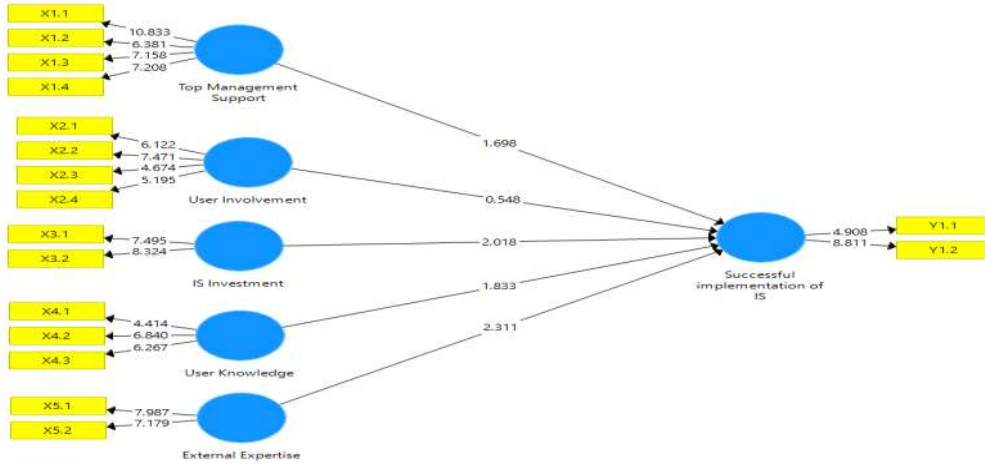 X1.1
10.833
X1.2
6.381
X1.3
7.158
X1.4
7.208
Top Management
Support
1.698
X2.1
6.122
X2.2
7.471
X2.3
4.674
X2.4
5.195
User Involvement
0.548
X3.1
7.495
X3.2
8.324
IS Investment
2.018
Y1.1
4.908
Y1.2
8.811
Successful
implementation of
IS
X4.1
4.414
X4.2
6.840
X4.3
6.267
User Knowledge
1.833
2.311
X5.1
7.987
X5.2
7.179
External Expertise